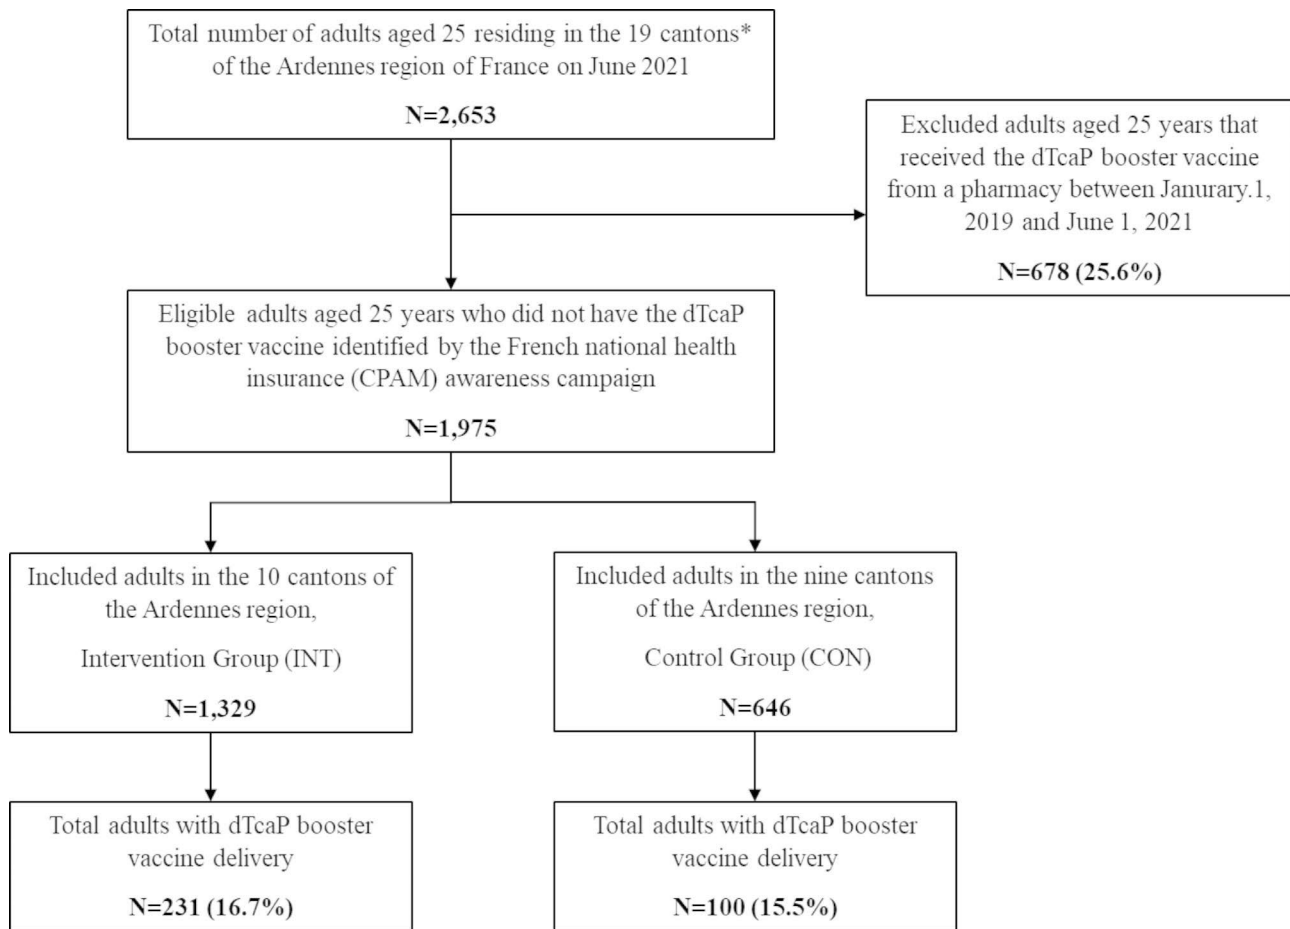 Total number of adults aged 25 residing in the 19 cantons*
of the Ardennes region of France on June 2021
N=2,653
Excluded adults aged 25 years that
received the dTcaP booster vaccine
from a pharmacy between Janurary.1,
2019 and June 1, 2021
N=678 (25.6%)
Eligible adults aged 25 years who did not have the dTcaP
booster vaccine identified by the French national health
insurance (CPAM) awareness campaign
N=1,975
Included adults in the 10 cantons of
the Ardennes region,
Intervention Group (INT)
N=1,329
Included adults in the nine cantons
of the Ardennes region,
Control Group (CON)
N=646
Total adults with dTcaP booster
vaccine delivery
N=231 (16.7%)
Total adults with dTcaP booster
vaccine delivery
N=100 (15.5%)